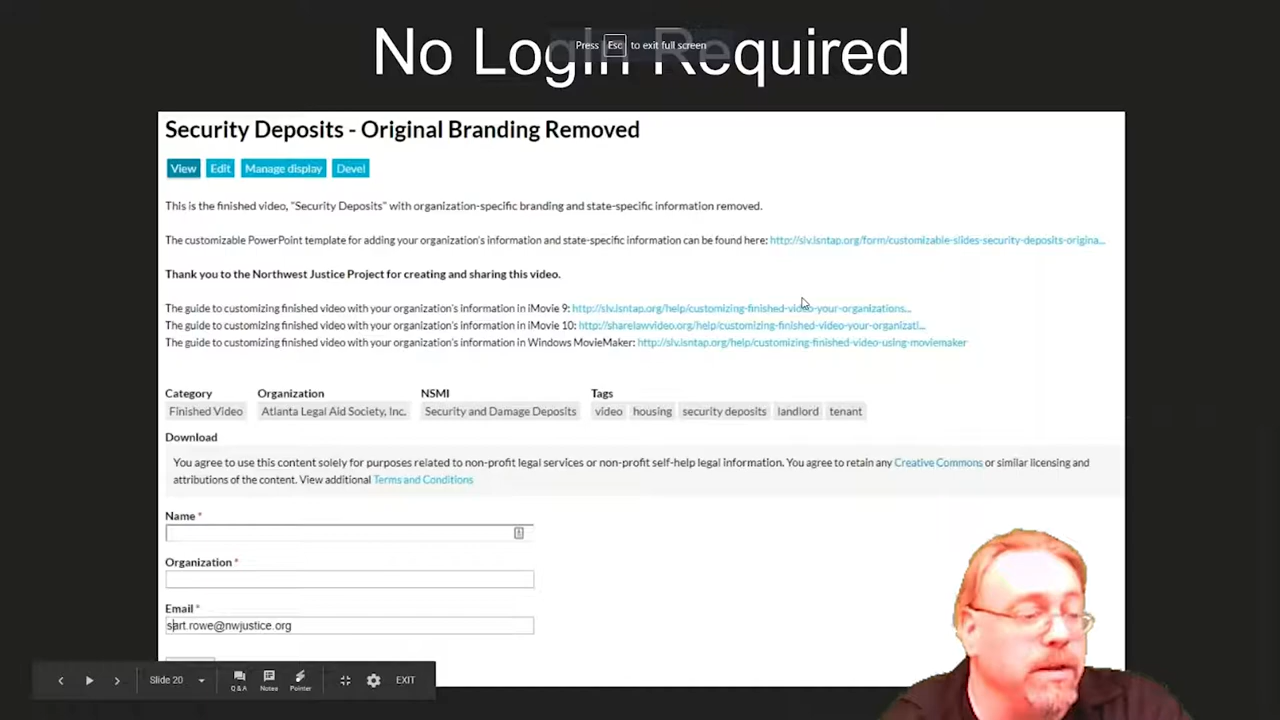 No LogIn Required
Press Esc to exit full screen
Security Deposits - Original Branding Removed
View Edit Manage display Devel
This is the finished video, "Security Deposits" with organization-specific branding and state-specific information removed.
The customizable PowerPoint template for adding your organization's information and state-specific information can be found here: http://slv.lsntap.org/form/customizable-slides-security-deposits-origina...
Thank you to the Northwest Justice Project for creating and sharing this video.
The guide to customizing finished video with your organization's information in iMovie 9: http://slv.lsntap.org/help/customizing-finished-video-your-organizations...
The guide to customizing finished video with your organization's information in iMovie 10: http://sharelawvideo.org/help/customizing-finished-video-your-organizati...
The guide to customizing finished video with your organization's information in Windows MovieMaker: http://slv.lsntap.org/help/customizing-finished-video-using-moviemaker
Category Organization NSMI Tags
Finished Video Atlanta Legal Aid Society, Inc. Security and Damage Deposits video housing security deposits landlord tenant
Download
You agree to use this content solely for purposes related to non-profit legal services or non-profit self-help legal information. You agree to retain any Creative Commons or similar licensing and
attributions of the content. View additional Terms and Conditions
Name *
Organization *
Email *
sart.rowe@nwjustice.org
Slide 20 Q&A Notes Pointer EXIT